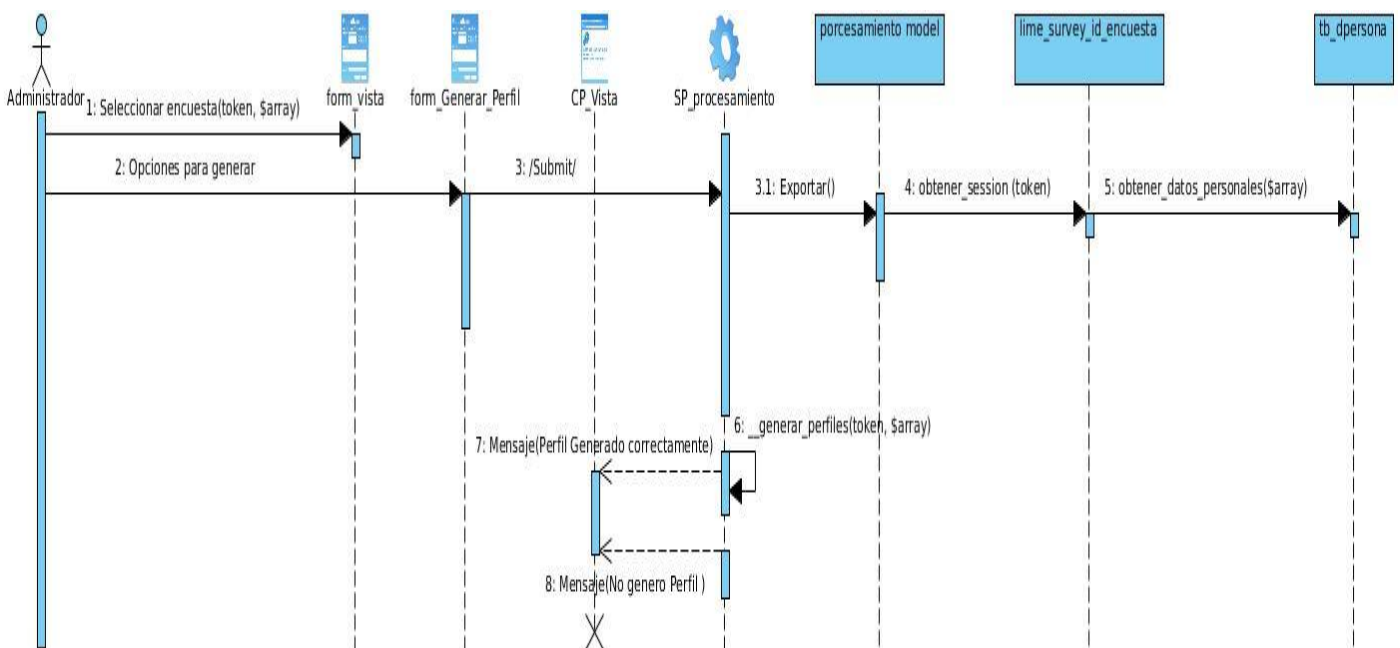 porcesamiento model
lime_survey_id_encuesta
tb_dpersona
Administrador
form_vista
form_Generar_Perfil
CP_Vista
SP_procesamiento
1: Seleccionar encuesta(token, $array)
2: Opciones para generar
3: /Submit/
3.1: Exportar()
4: obtener_session (token)
5: obtener_datos_personales($array)
6: __generar_perfiles(token, $array)
7: Mensaje(Perfil Generado correctamente)
8: Mensaje(No genero Perfil )